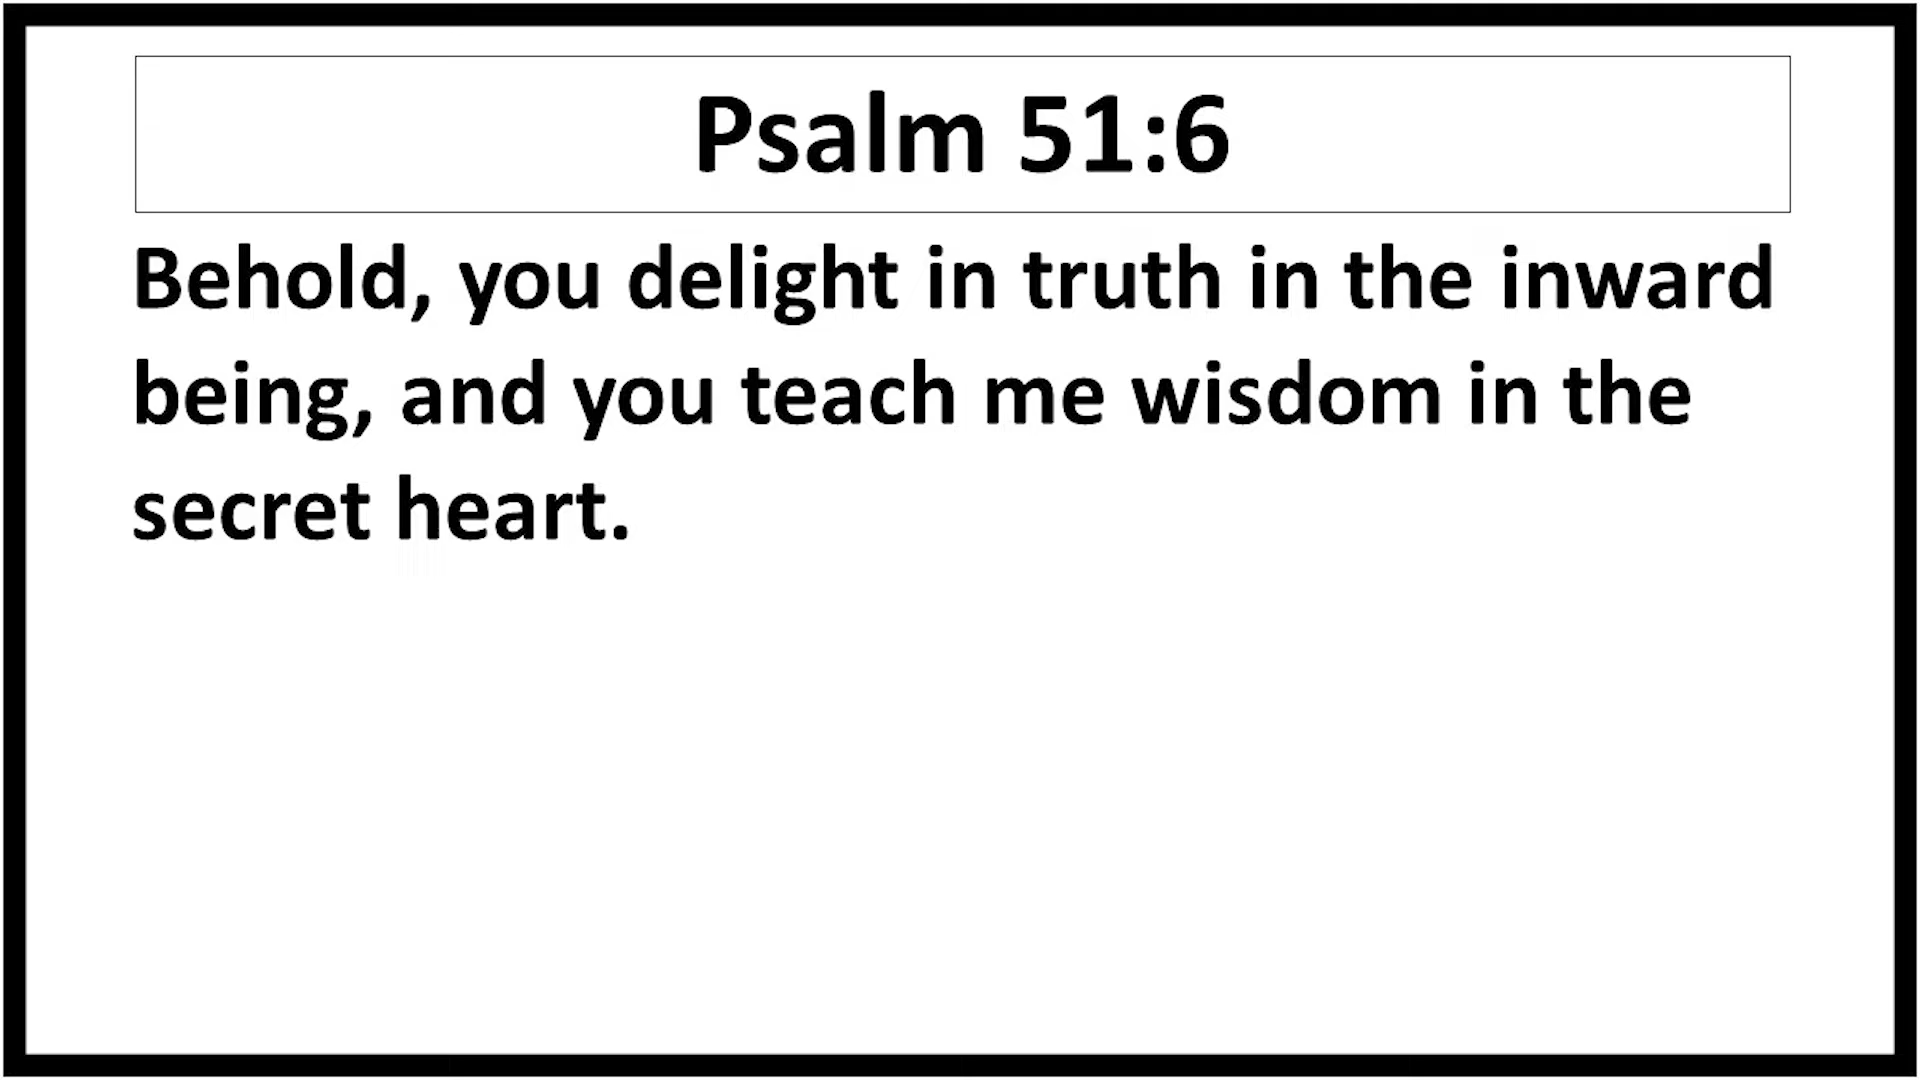 Psalm 51:6
Behold, you delight in truth in the inward
being, and you teach me wisdom in the
secret heart.